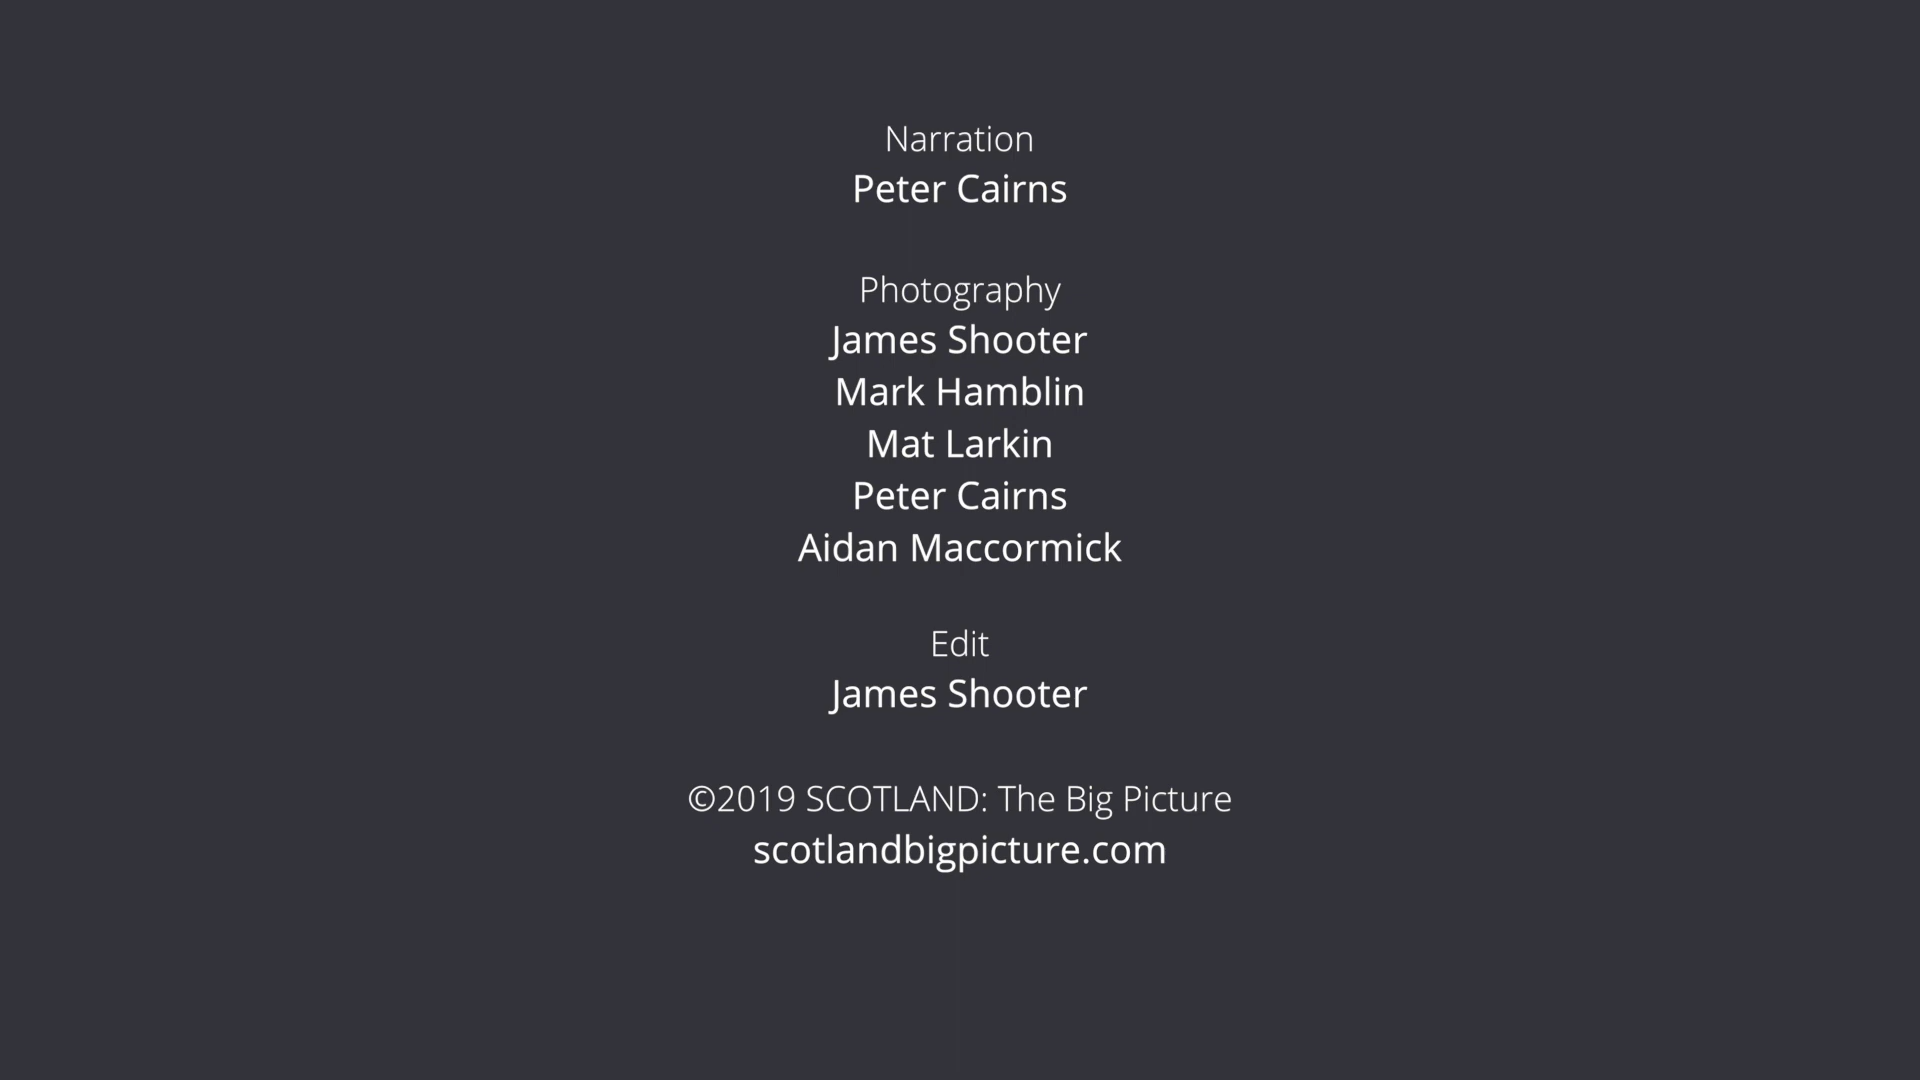 Narration
Peter Cairns
Photography
James Shooter
Mark Hamblin
Mat Larkin
Peter Cairns
Aidan Maccormick
Edit
James Shooter
©2019 SCOTLAND: The Big Picture
scotlandbigpicture.com